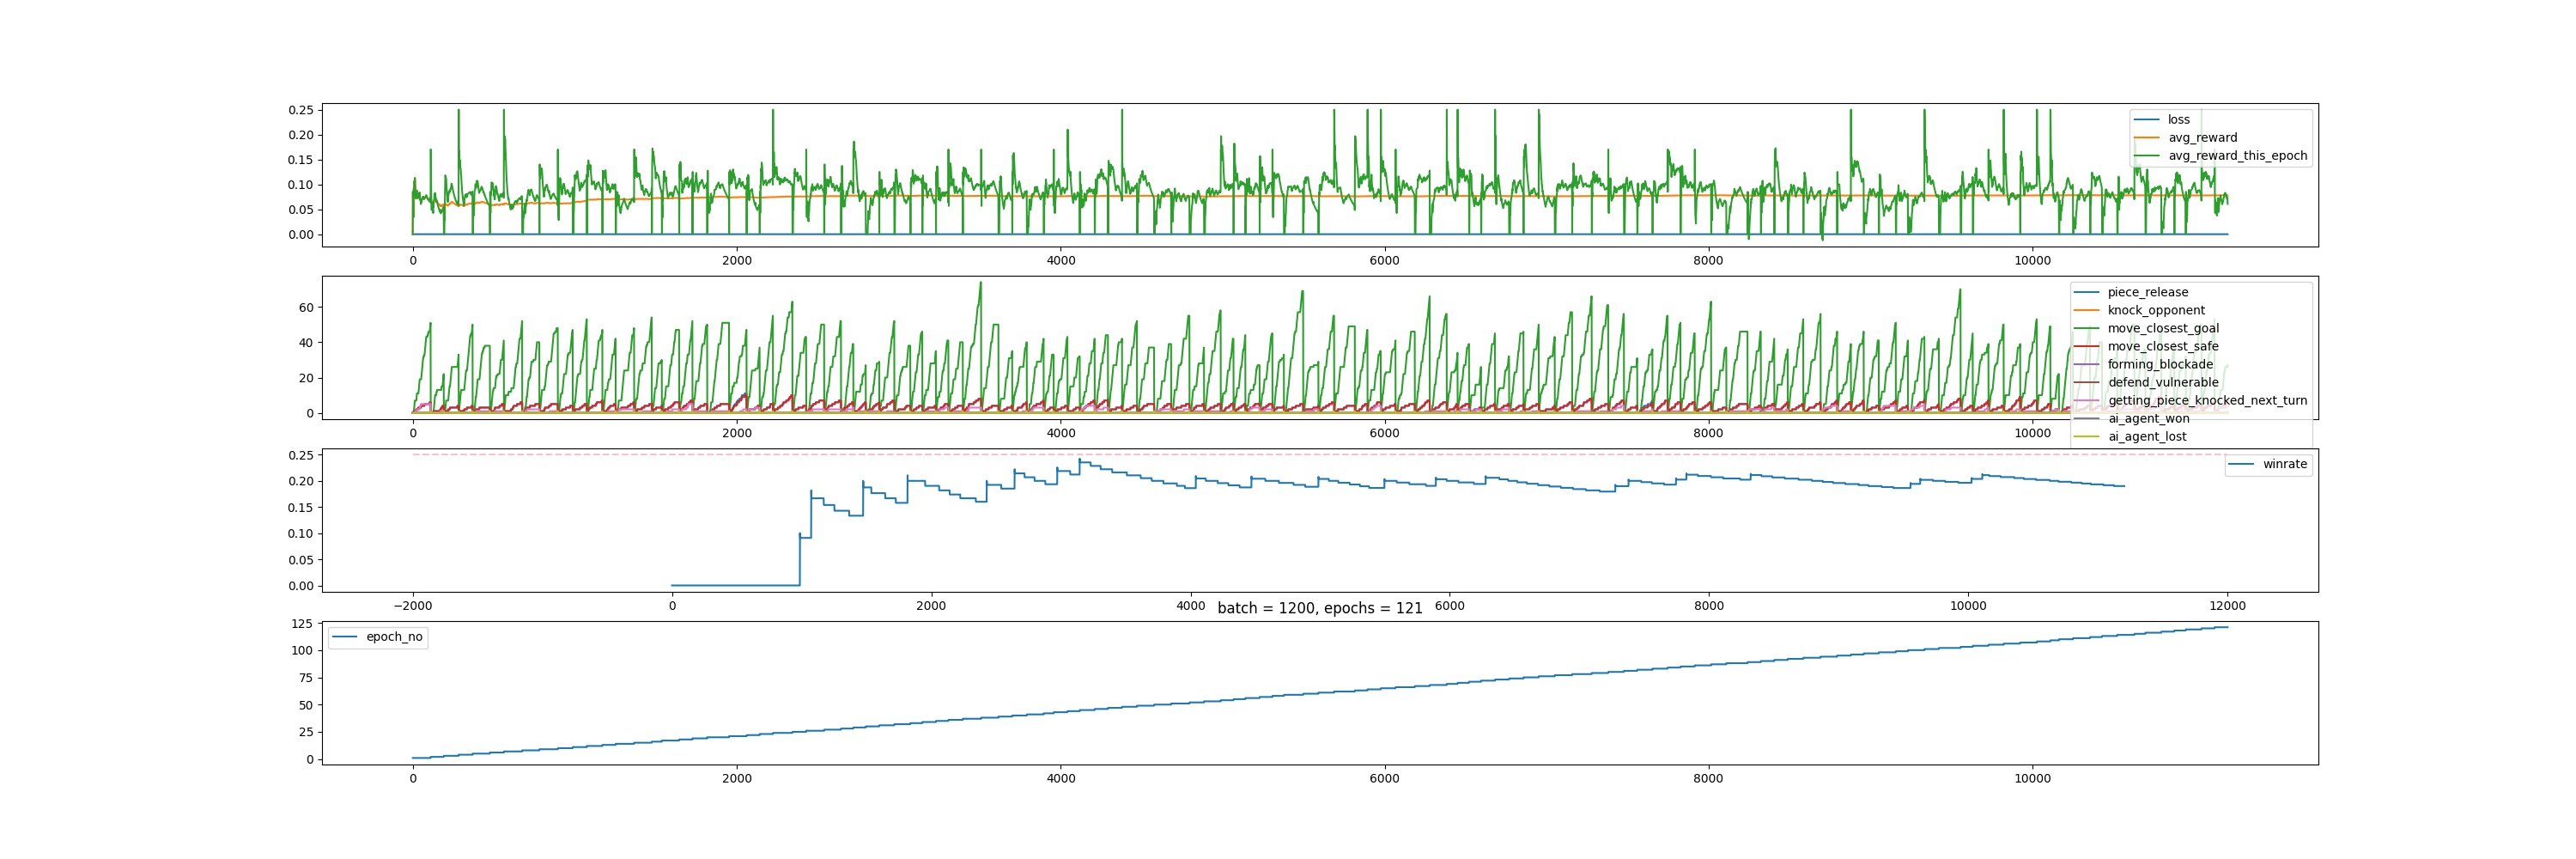 0.25
0.20
0.15
0.10
0.05
0.00
loss
avg_reward
avg_reward_this_epoch
0 2000 4000 6000 8000 10000
60
40
20
0
piece_release
knock_opponent
move_closest_goal
move_closest_safe
forming_blockade
defend_vulnerable
getting_piece_knocked_next_turn
ai_agent_won
ai_agent_lost
0 2000 4000 6000 8000 10000
0.25
0.20
0.15
0.10
0.05
0.00
winrate
−2000 0 2000 4000 6000 8000 10000 12000
batch = 1200, epochs = 121
125
100
75
50
25
0
epoch_no
0 2000 4000 6000 8000 10000